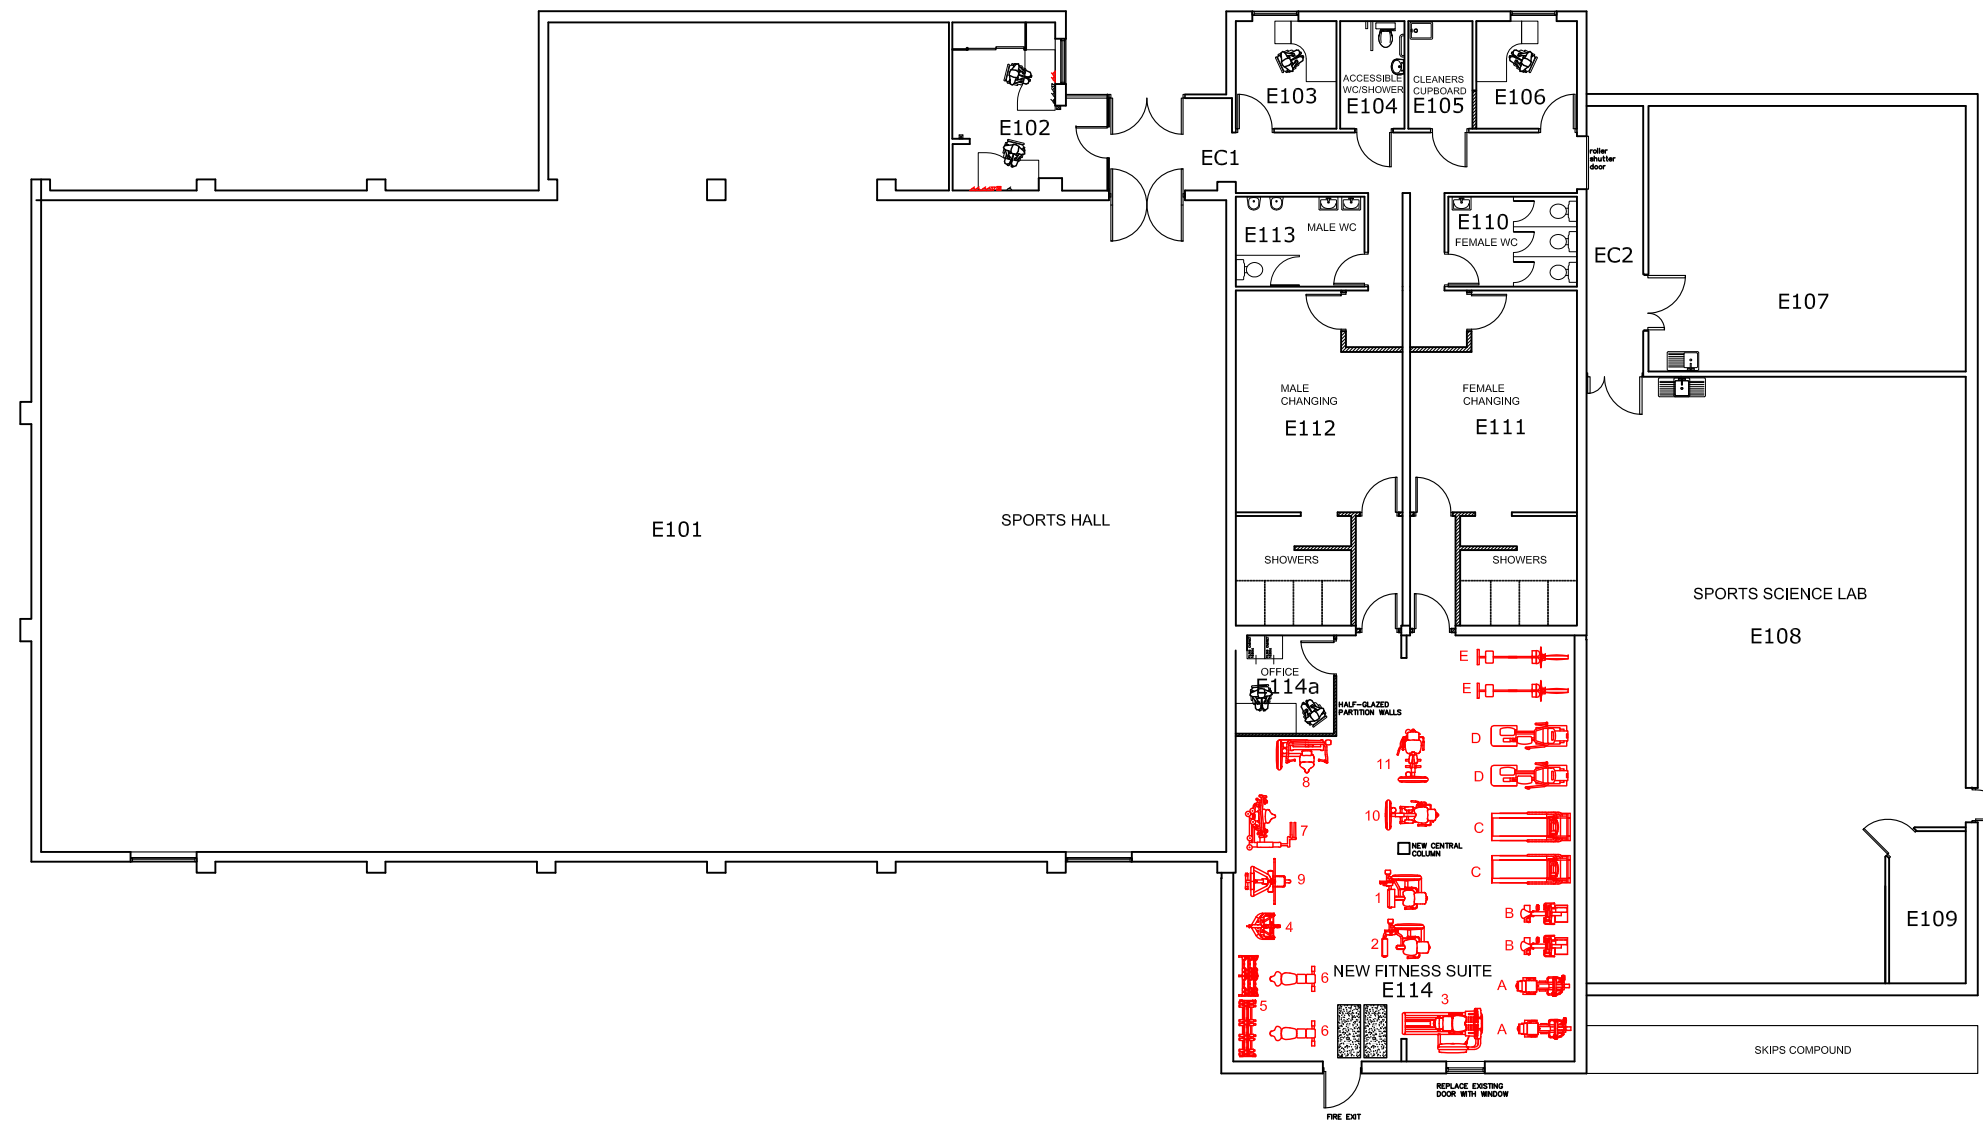 E103
ACCESSIBLE
WC/SHOWER
E104
CLEANERS
CUPBOARD
E105
E106
E102
EC1
roller
shutter
door
E113
MALE WC
E110
FEMALE WC
EC2
E107
MALE
CHANGING
E112
FEMALE
CHANGING
E111
E101
SPORTS HALL
SHOWERS
SHOWERS
SPORTS SCIENCE LAB
E108
OFFICE
E114a
HALF-GLAZED
PARTITION WALLS
E
E
D
D
C
C
B
B
A
A
8
11
7
10
NEW CENTRAL
COLUMN
9
1
4
2
6
5
6
3
NEW FITNESS SUITE
E114
E109
SKIPS COMPOUND
REPLACE EXISTING
DOOR WITH WINDOW
FIRE EXIT